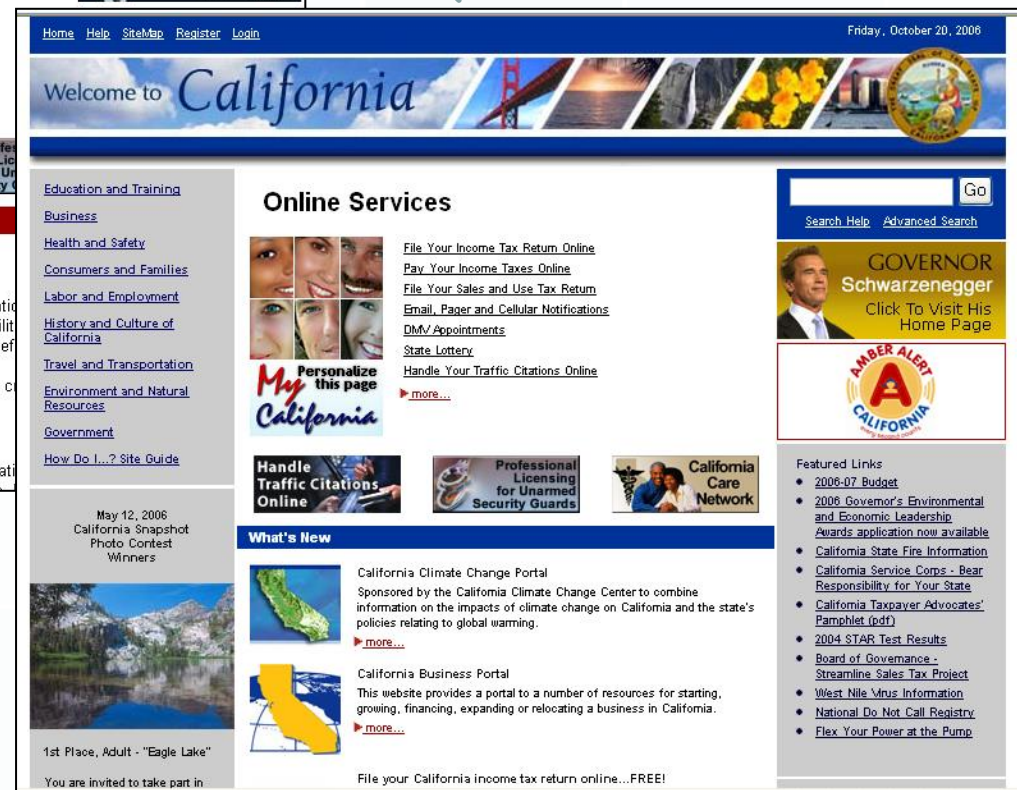 Home Help SiteMap Register Login
Friday, October 20, 2006
Welcome to California
Education and Training
Business
Health and Safety
Consumers and Families
Labor and Employment
History and Culture of
California
Travel and Transportation
Environment and Natural
Resources
Government
How Do I...? Site Guide
May 12, 2006
California Snapshot
Photo Contest
Winners
1st Place, Adult - "Eagle Lake"
You are invited to take part in
Online Services
File Your Income Tax Return Online
Pay Your Income Taxes Online
File Your Sales and Use Tax Return
Email, Pager and Cellular Notifications
DMV Appointments
State Lottery
Handle Your Traffic Citations Online
more...
Personalize
this page
My
California
Handle
Traffic Citations
Online
Professional
Licensing
for Unarmed
Security Guards
California
Care
Network
What's New
California Climate Change Portal
Sponsored by the California Climate Change Center to combine
information on the impacts of climate change on California and the state's
policies relating to global warming.
more...
California Business Portal
This website provides a portal to a number of resources for starting,
growing, financing, expanding or relocating a business in California.
more...
File your California income tax return online...FREE!
Go
Search Help Advanced Search
GOVERNOR
Schwarzenegger
Click To Visit His
Home Page
AMBER ALERT
A
CALIFORNIA
every second counts
Featured Links
2006-07 Budget
2006 Governor's Environmental
and Economic Leadership
Awards application now available
California State Fire Information
California Service Corps - Bear
Responsibility for Your State
California Taxpayer Advocates'
Pamphlet (pdf)
2004 STAR Test Results
Board of Governance -
Streamline Sales Tax Project
West Nile Virus Information
National Do Not Call Registry
Flex Your Power at the Pump